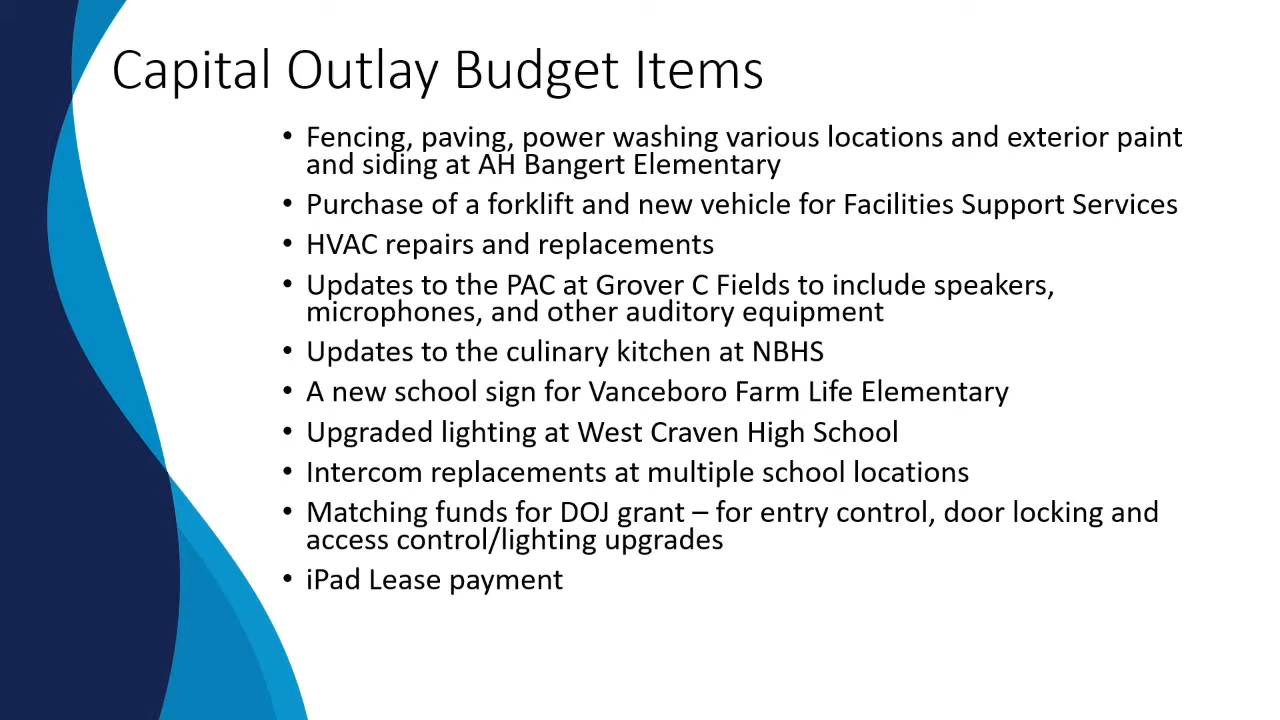 Capital Outlay Budget Items
• Fencing, paving, power washing various locations and exterior paint
and siding at AH Bangert Elementary
• Purchase of a forklift and new vehicle for Facilities Support Services
• HVAC repairs and replacements
• Updates to the PAC at Grover C Fields to include speakers,
microphones, and other auditory equipment
• Updates to the culinary kitchen at NBHS
• A new school sign for Vanceboro Farm Life Elementary
• Upgraded lighting at West Craven High School
• Intercom replacements at multiple school locations
• Matching funds for DOJ grant – for entry control, door locking and
access control/lighting upgrades
• iPad Lease payment